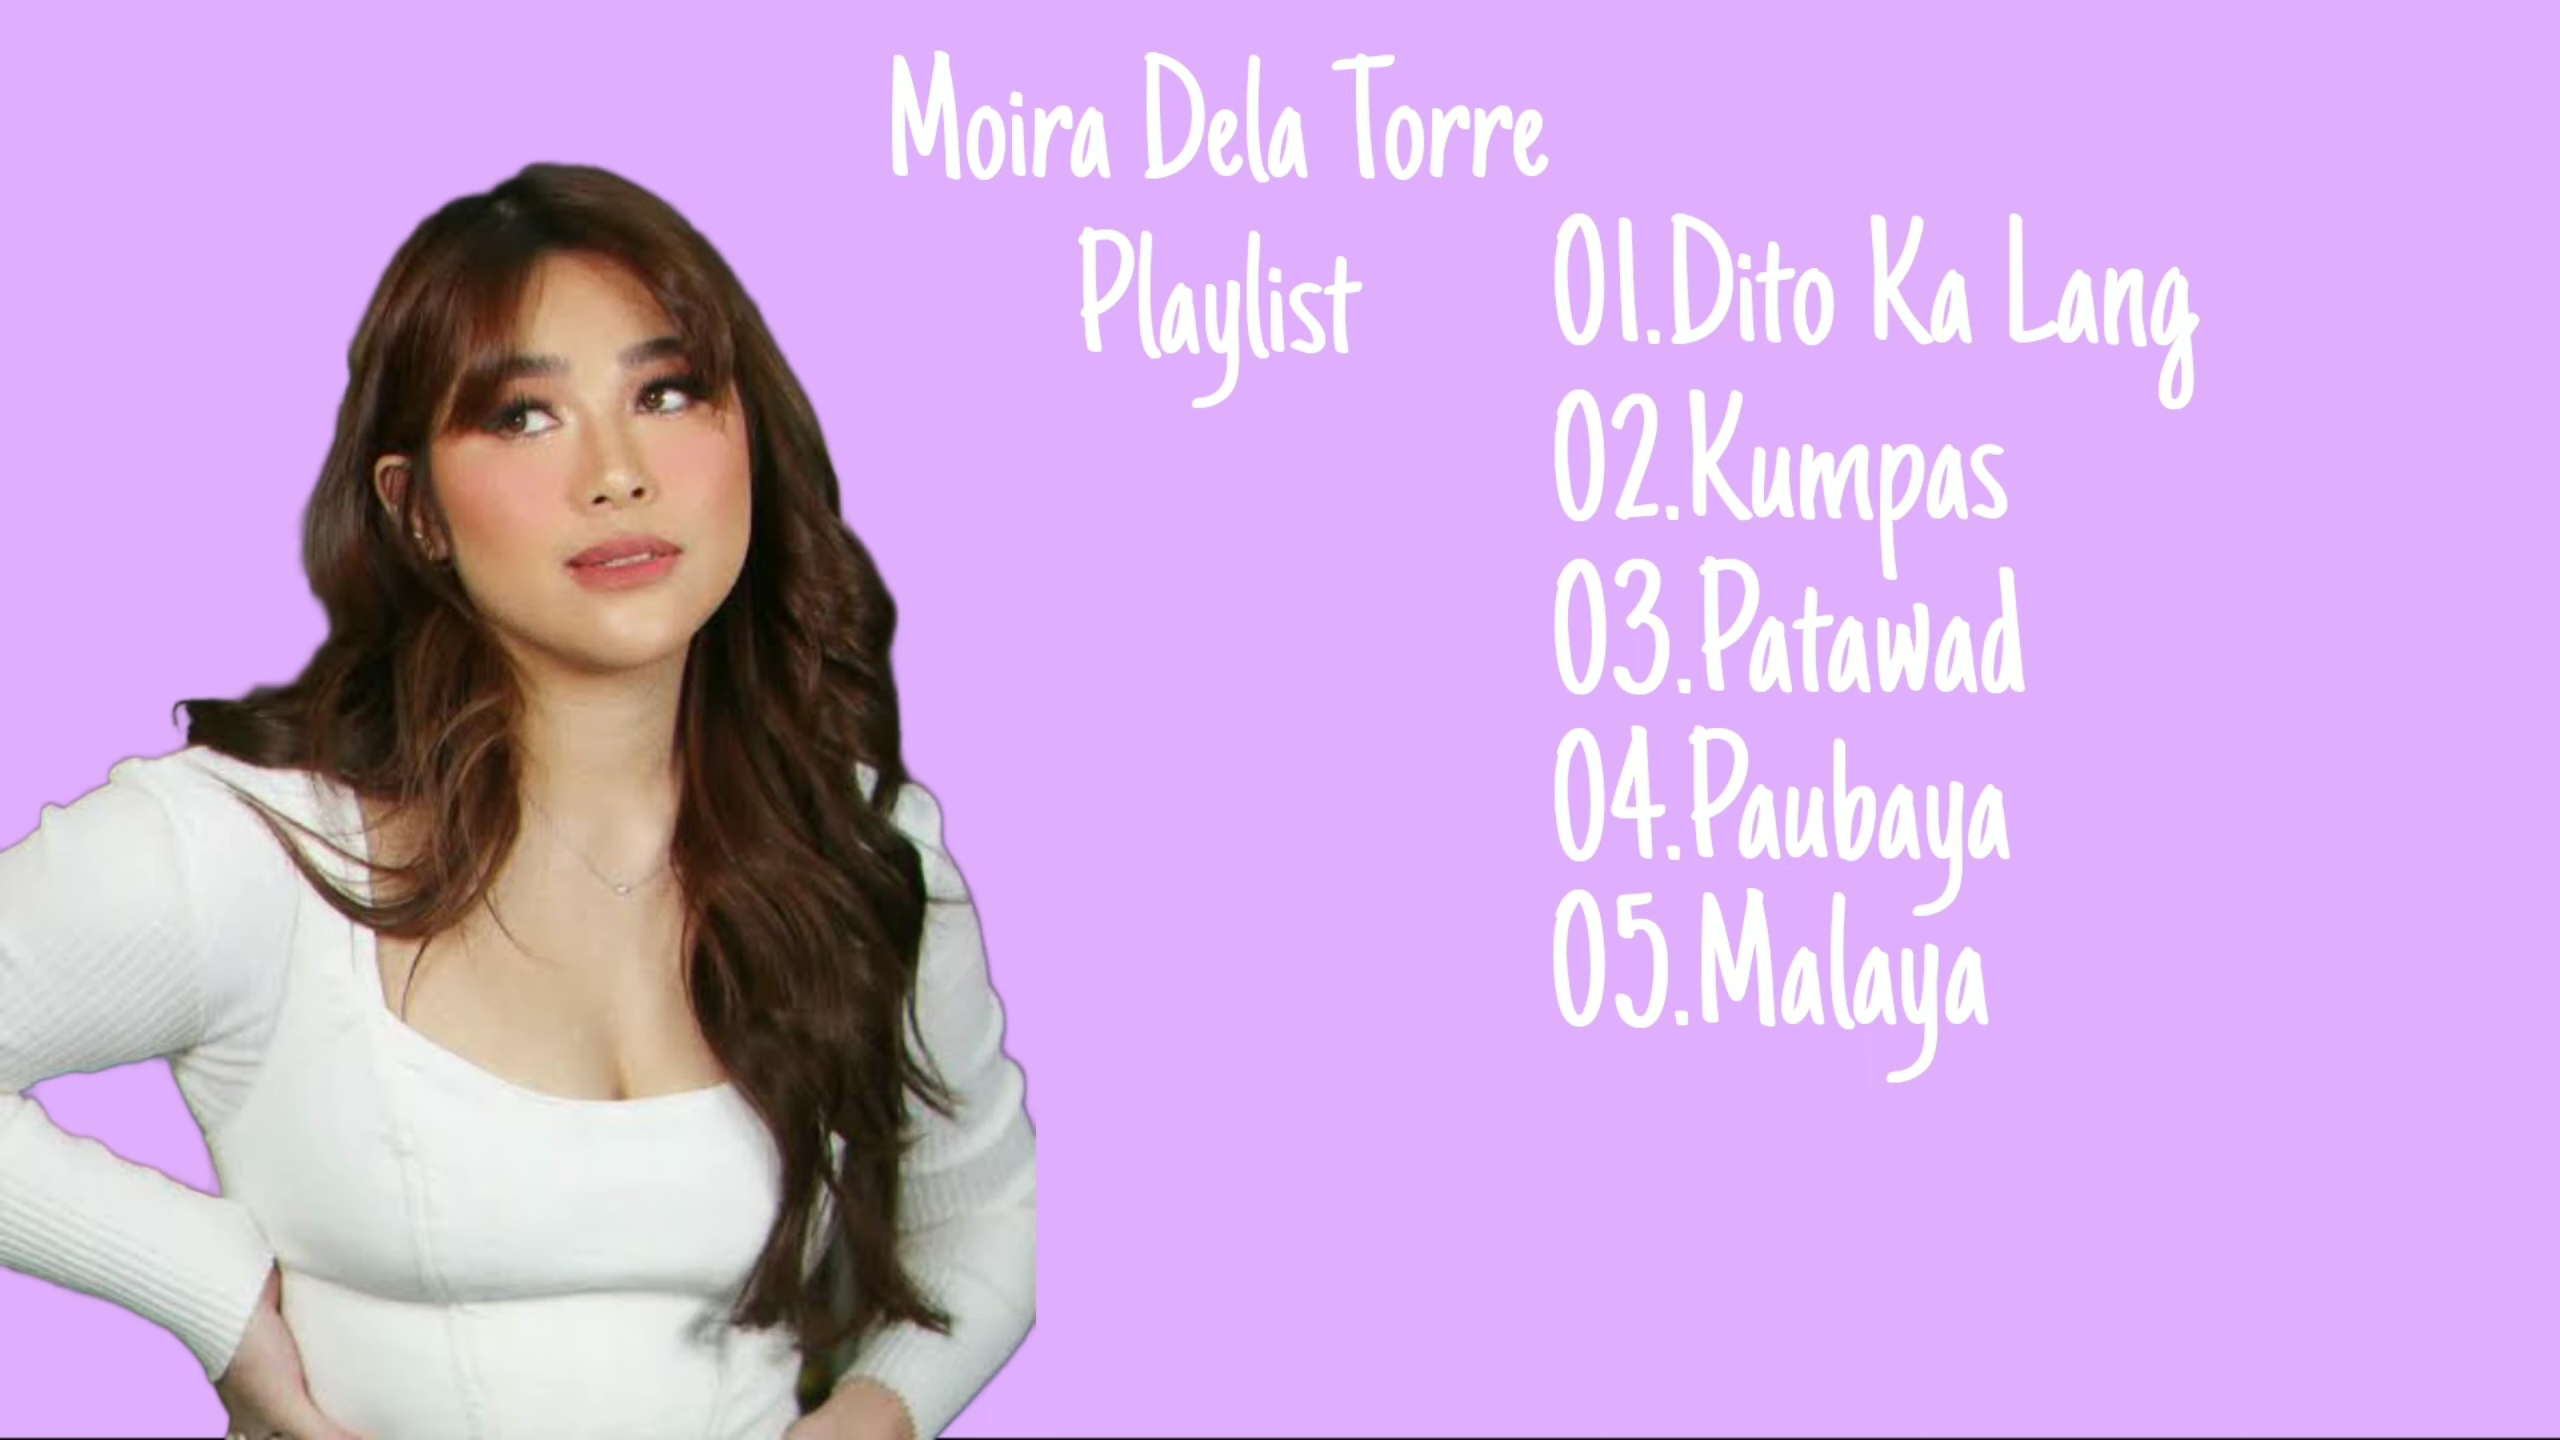 Moira Dela Torre
Playlist
01.Dito Ka Lang
02.Kumpas
03.Patawad
04.Paubaya
05.Malaya